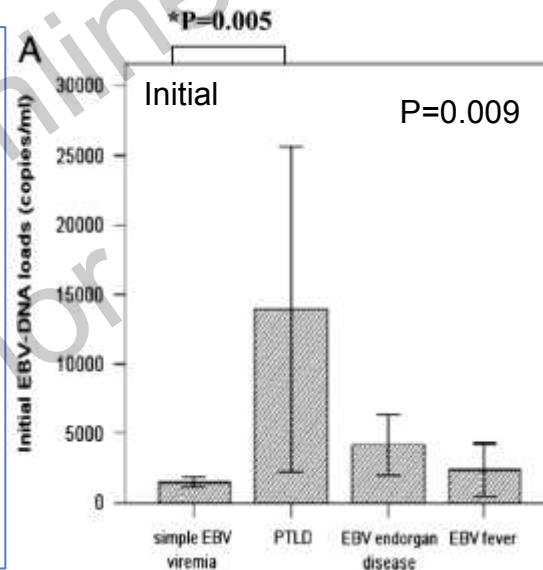 *P=0.005
A
Initial
P=0.009
Initial EBV-DNA loads (copies/ml)
30000
25000
20000
15000
10000
5000
0
simple EBV
viremia
PTLD
EBV endorgan
disease
EBV fever